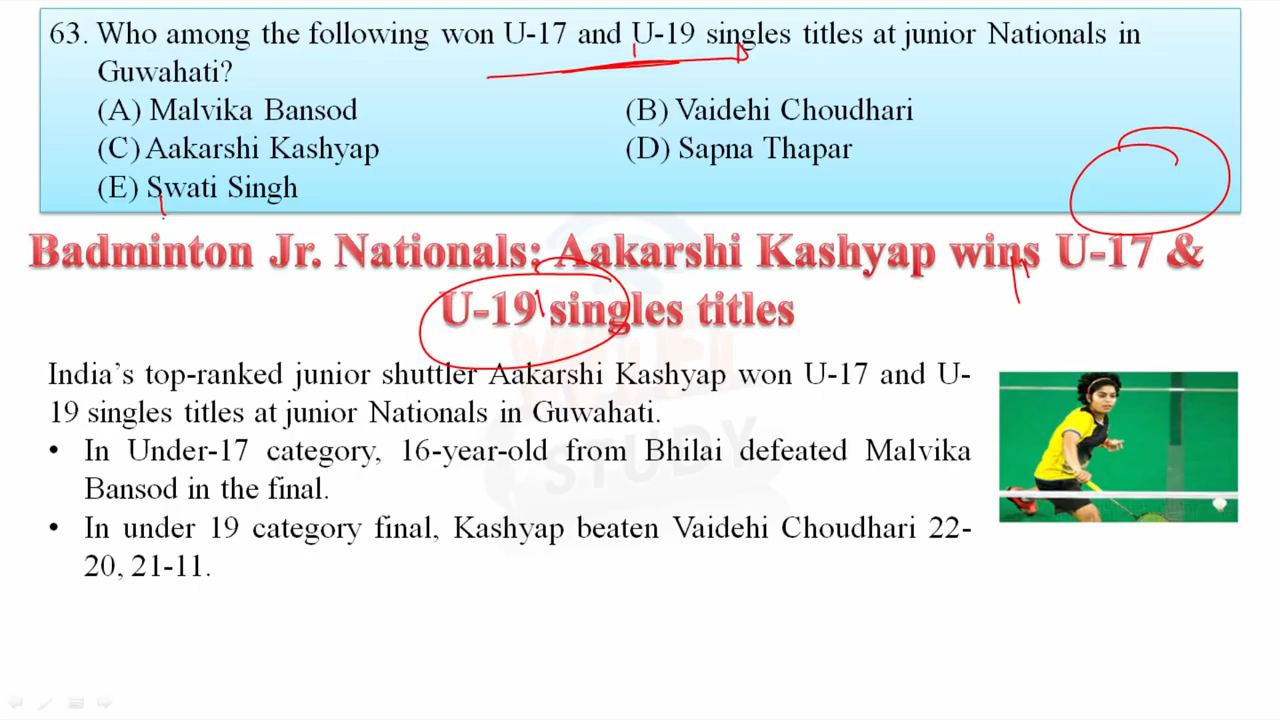 63. Who among the following won U-17 and U-19 singles titles at junior Nationals in
Guwahati?
(A) Malvika Bansod (B) Vaidehi Choudhari
(C) Aakarshi Kashyap (D) Sapna Thapar
(E) Swati Singh
Badminton Jr. Nationals: Aakarshi Kashyap wins U-17 &
U-19 singles titles
India's top-ranked junior shuttler Aakarshi Kashyap won U-17 and U-
19 singles titles at junior Nationals in Guwahati.
• In Under-17 category, 16-year-old from Bhilai defeated Malvika
Bansod in the final.
• In under 19 category final, Kashyap beaten Vaidehi Choudhari 22-
20, 21-11.
STUDY